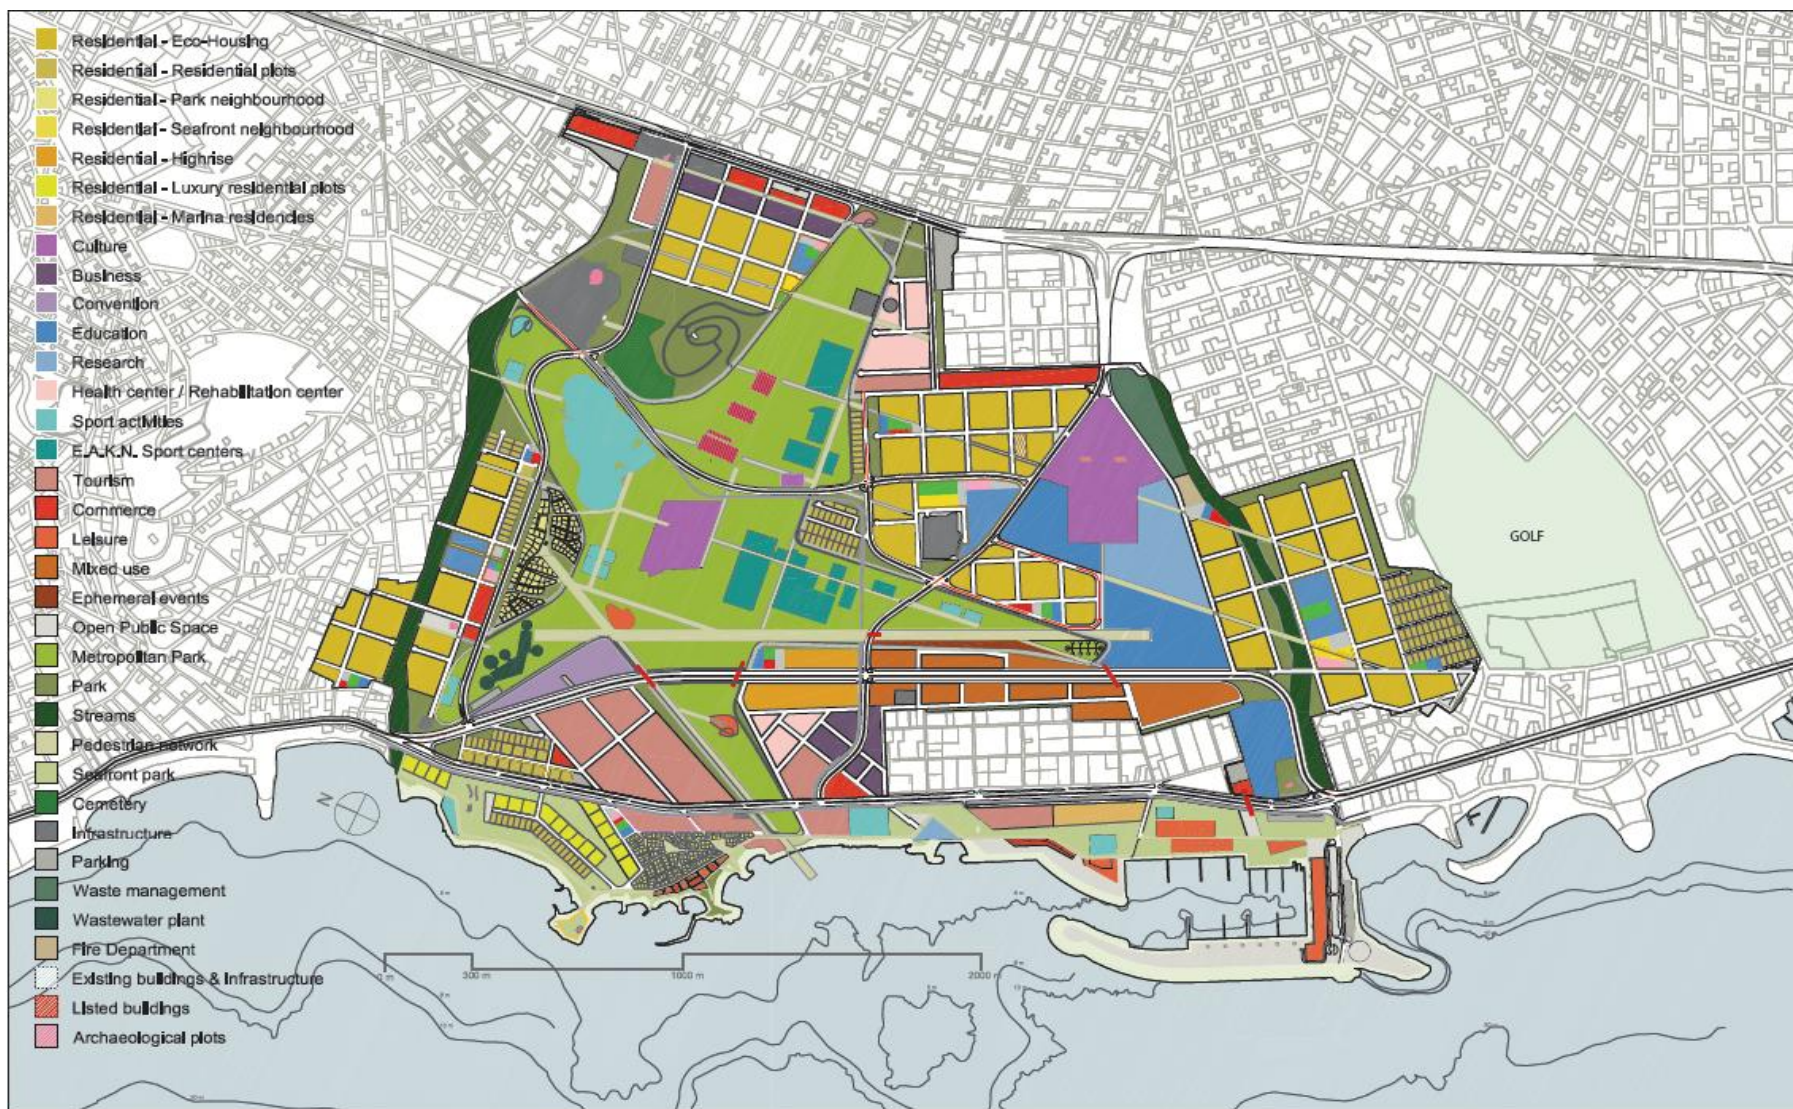 Residential - Eco-Housing
Residential - Residential plots
Residential - Park neighbourhood
Residential - Seafront neighbourhood
Residential - Highrise
Residential - Luxury residential plots
Residential - Marina residencies
Culture
Business
Convention
Education
Research
Health center / Rehabilitation center
Sport activities
E.A.K.N. Sport centers
Tourism
Commerce
Leisure
Mixed use
Ephemeral events
Open Public Space
Metropolitan Park
Park
Streams
Pedestrian network
Seafront park
Cemetery
Infrastructure
Parking
Waste management
Wastewater plant
Fire Department
Existing buildings & Infrastructure
Listed buildings
Archaeological plots
GOLF
N
0 m
300 m
1000 m
2000 m